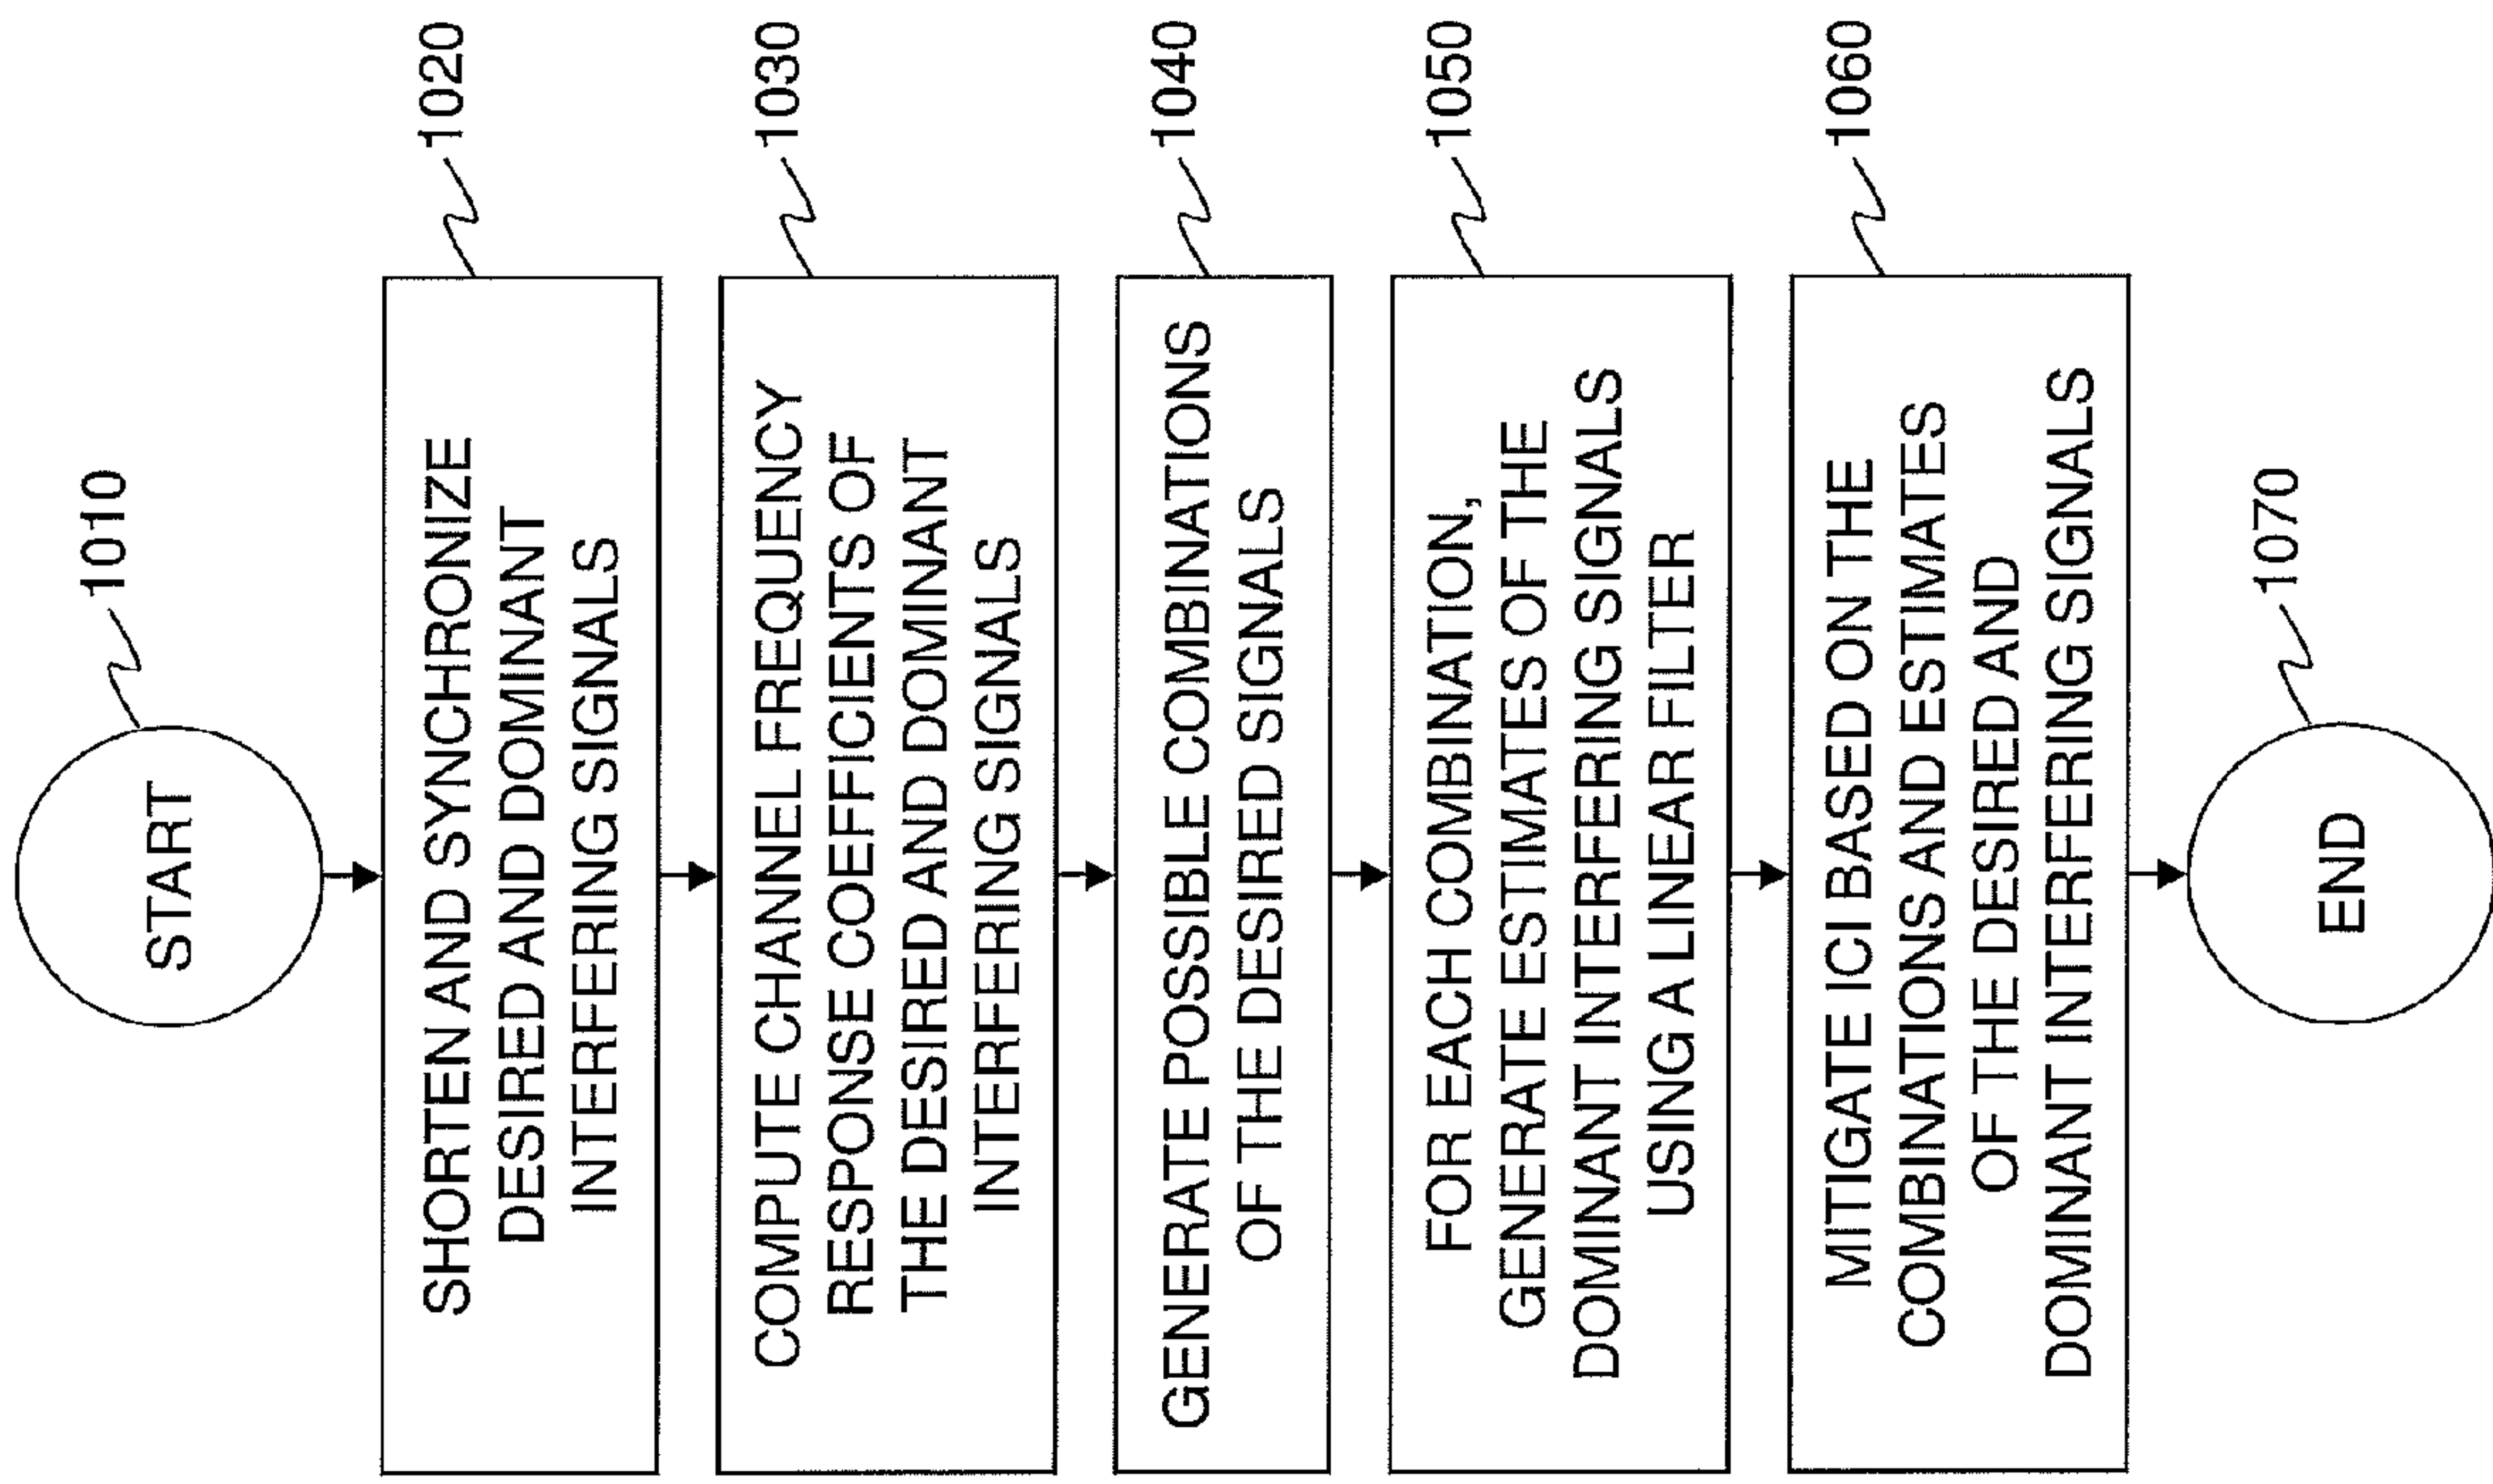 START
1010
SHORTEN AND SYNCHRONIZE
DESIRED AND DOMINANT
INTERFERING SIGNALS
1020
COMPUTE CHANNEL FREQUENCY
RESPONSE COEFFICIENTS OF
THE DESIRED AND DOMINANT
INTERFERING SIGNALS
1030
GENERATE POSSIBLE COMBINATIONS
OF THE DESIRED SIGNALS
1040
FOR EACH COMBINATION,
GENERATE ESTIMATES OF THE
DOMINANT INTERFERING SIGNALS
USING A LINEAR FILTER
1050
MITIGATE ICI BASED ON THE
COMBINATIONS AND ESTIMATES
OF THE DESIRED AND
DOMINANT INTERFERING SIGNALS
1060
END
1070